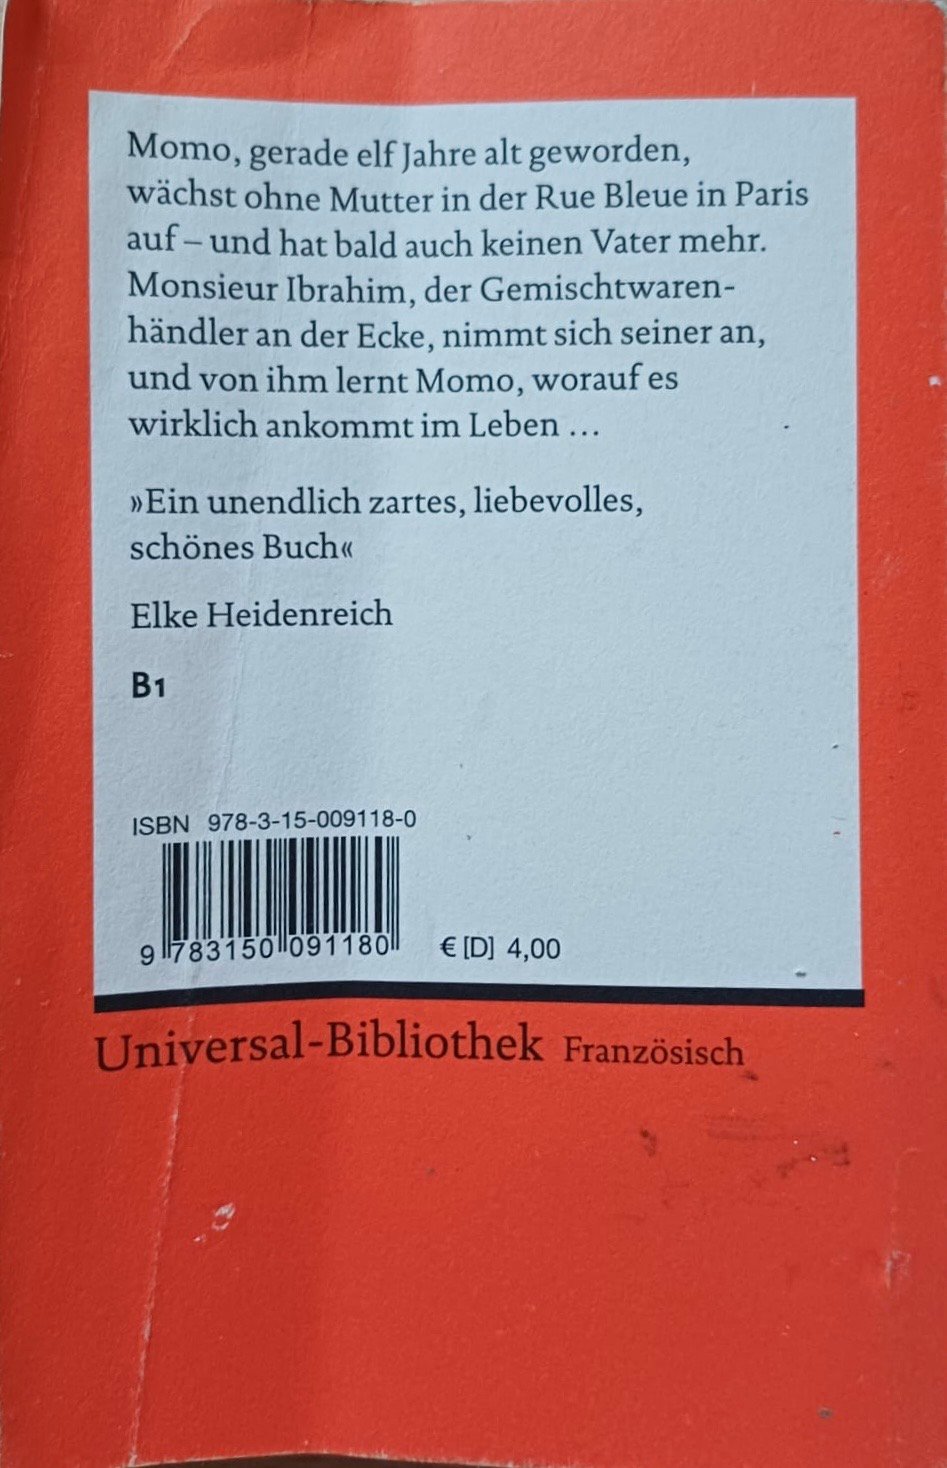 Momo, gerade elf Jahre alt geworden,
wächst ohne Mutter in der Rue Bleue in Paris
auf – und hat bald auch keinen Vater mehr.
Monsieur Ibrahim, der Gemischtwaren-
händler an der Ecke, nimmt sich seiner an,
und von ihm lernt Momo, worauf es
wirklich ankommt im Leben …
»Ein unendlich zartes, liebevolles,
schönes Buch«
Elke Heidenreich
B1
ISBN 978-3-15-009118-0
9 783150 091180 € [D] 4,00
Universal-Bibliothek Französisch